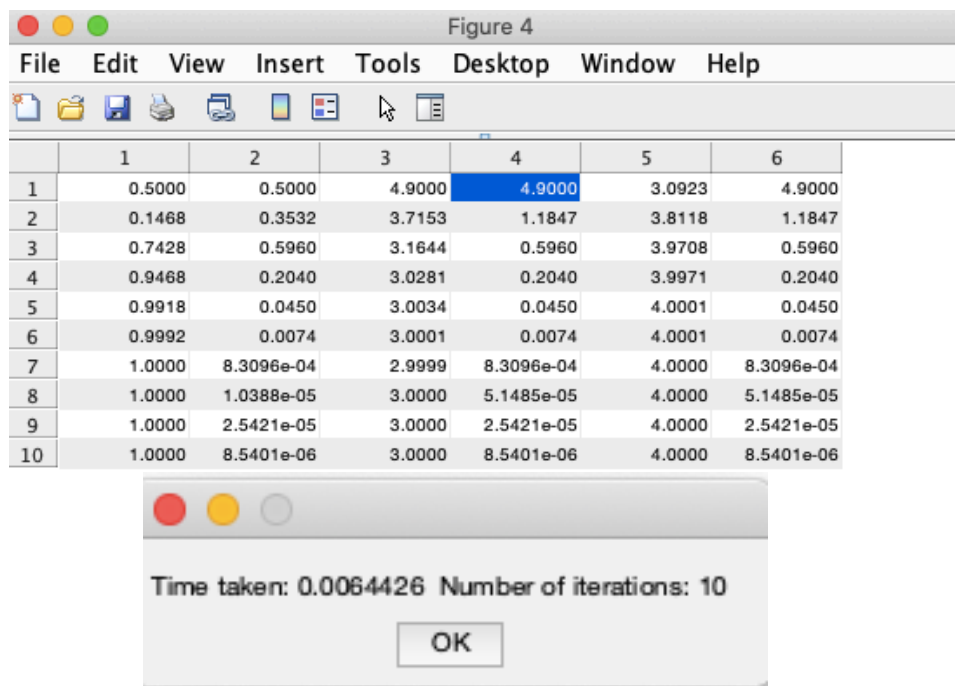 Figure 4
File Edit View Insert Tools Desktop Window Help
1 2 3 4 5 6
1 0.5000 0.5000 4.9000 4.9000 3.0923 4.9000
2 0.1468 0.3532 3.7153 1.1847 3.8118 1.1847
3 0.7428 0.5960 3.1644 0.5960 3.9708 0.5960
4 0.9468 0.2040 3.0281 0.2040 3.9971 0.2040
5 0.9918 0.0450 3.0034 0.0450 4.0001 0.0450
6 0.9992 0.0074 3.0001 0.0074 4.0001 0.0074
7 1.0000 8.3096e-04 2.9999 8.3096e-04 4.0000 8.3096e-04
8 1.0000 1.0388e-05 3.0000 5.1485e-05 4.0000 5.1485e-05
9 1.0000 2.5421e-05 3.0000 2.5421e-05 4.0000 2.5421e-05
10 1.0000 8.5401e-06 3.0000 8.5401e-06 4.0000 8.5401e-06
Time taken: 0.0064426 Number of iterations: 10
OK